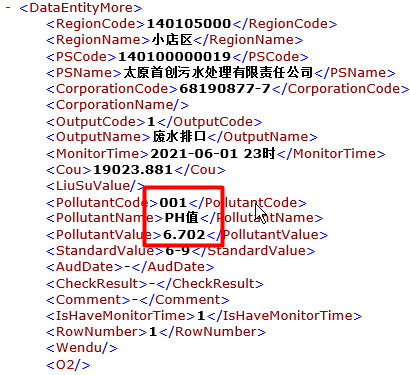 - <DataEntityMore>
<RegionCode>140105000</RegionCode>
<RegionName>小店区</RegionName>
<PSCode>140100000019</PSCode>
<PSName>太原首创污水处理有限责任公司</PSName>
<CorporationCode>68190877-7</CorporationCode>
<CorporationName/>
<OutputCode>1</OutputCode>
<OutputName>废水排口</OutputName>
<MonitorTime>2021-06-01 23时</MonitorTime>
<Cou>19023.881</Cou>
<LiuSuValue/>
<PollutantCode>001</PollutantCode>
<PollutantName>PH值</PollutantName>
<PollutantValue>6.702</PollutantValue>
<StandardValue>6-9</StandardValue>
<AudDate>-</AudDate>
<CheckResult>-</CheckResult>
<Comment>-</Comment>
<IsHaveMonitorTime>1</IsHaveMonitorTime>
<RowNumber>1</RowNumber>
<Wendu/>
<O2/>